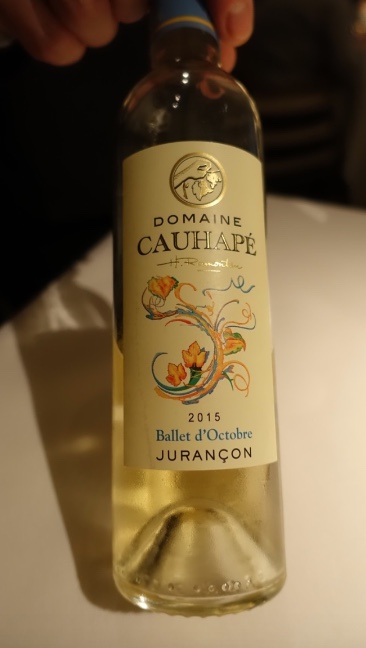 DOMAINE
CAUHAPÉ
2015
Ballet d'Octobre
JURANÇON